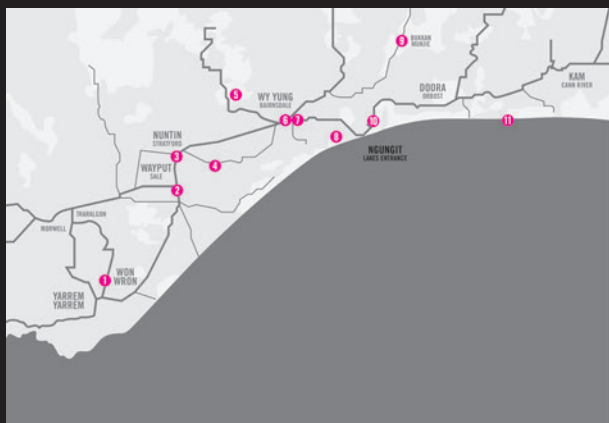 9
BUKKAN
MUNJIE
KAM
CANN RIVER
DOORA
ORBOST
5
WY YUNG
BAIRNSDALE
6 7
10
11
8
NUNTIN
STRATFORD
3
NGUNGIT
LAKES ENTRANCE
4
WAYPUT
SALE
2
TRARALGON
MORWELL
WON
WRON
1
YARREM
YARREM